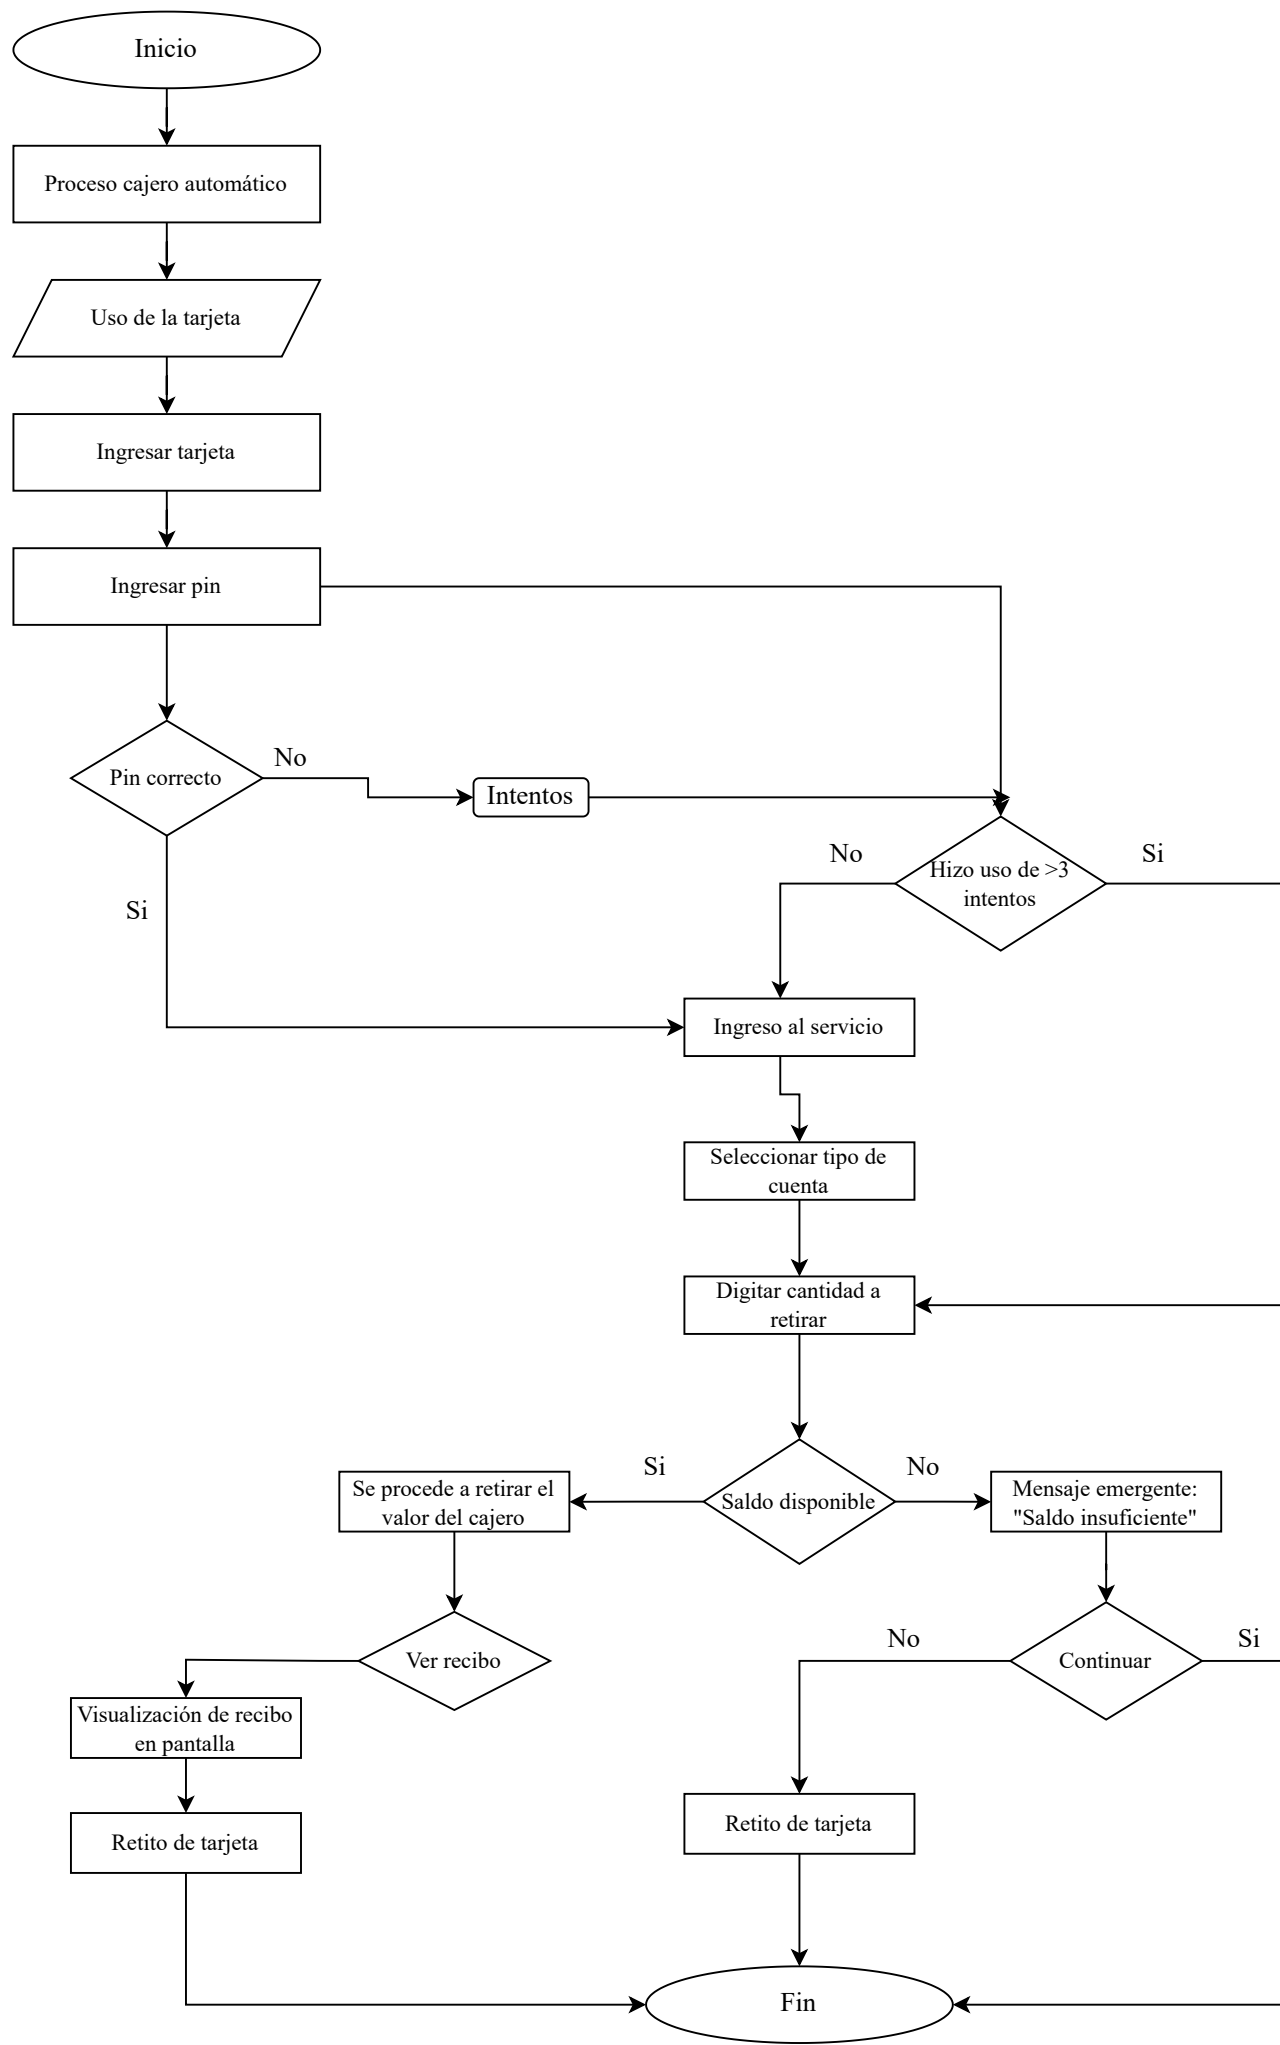 Inicio
Proceso cajero automático
Uso de la tarjeta
Ingresar tarjeta
Ingresar pin
No
Pin correcto
Intentos
No
Si
Hizo uso de >3
intentos
Si
Ingreso al servicio
Seleccionar tipo de
cuenta
Digitar cantidad a
retirar
Si
No
Se procede a retirar el
valor del cajero
Saldo disponible
Mensaje emergente:
"Saldo insuficiente"
No
Si
Ver recibo
Continuar
Visualización de recibo
en pantalla
Retito de tarjeta
Retito de tarjeta
Fin